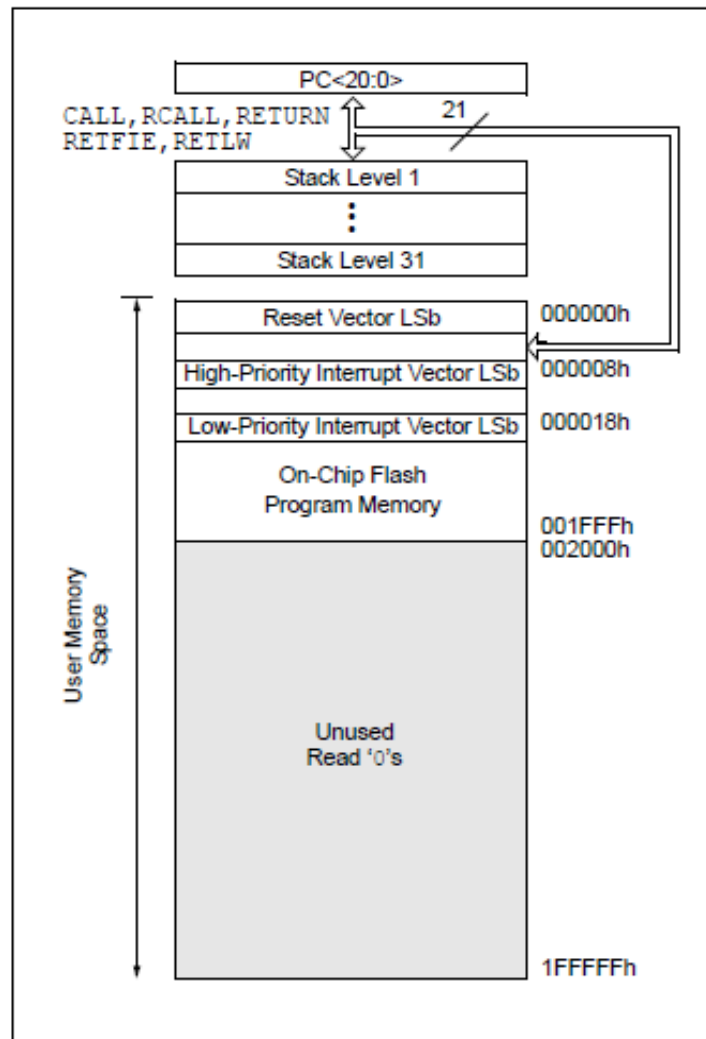 PC<20:0>
CALL,RCALL,RETURN
RETFIE,RETLW
21
Stack Level 1
Stack Level 31
Reset Vector LSb
000000h
High-Priority Interrupt Vector LSb
000008h
Low-Priority Interrupt Vector LSb
000018h
On-Chip Flash
Program Memory
001FFFh
002000h
User Memory
Space
Unused
Read ‘0’s
1FFFFFh